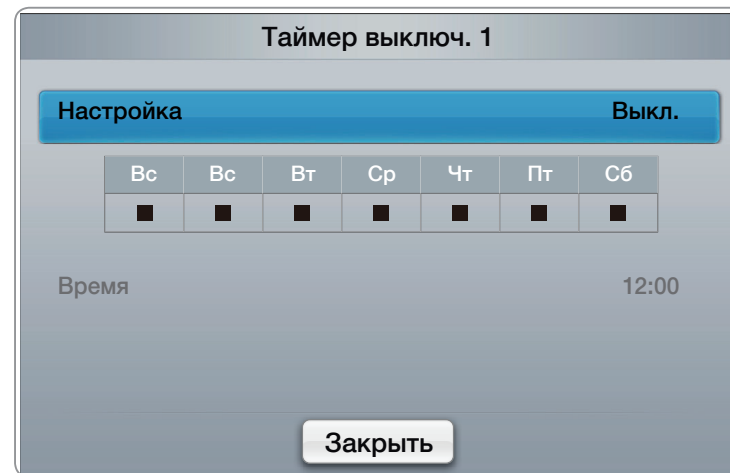 Таймер выключ. 1
Настройка Выкл.
Вс Вс Вт Ср Чт Пт Сб
Время 12:00
Закрыть